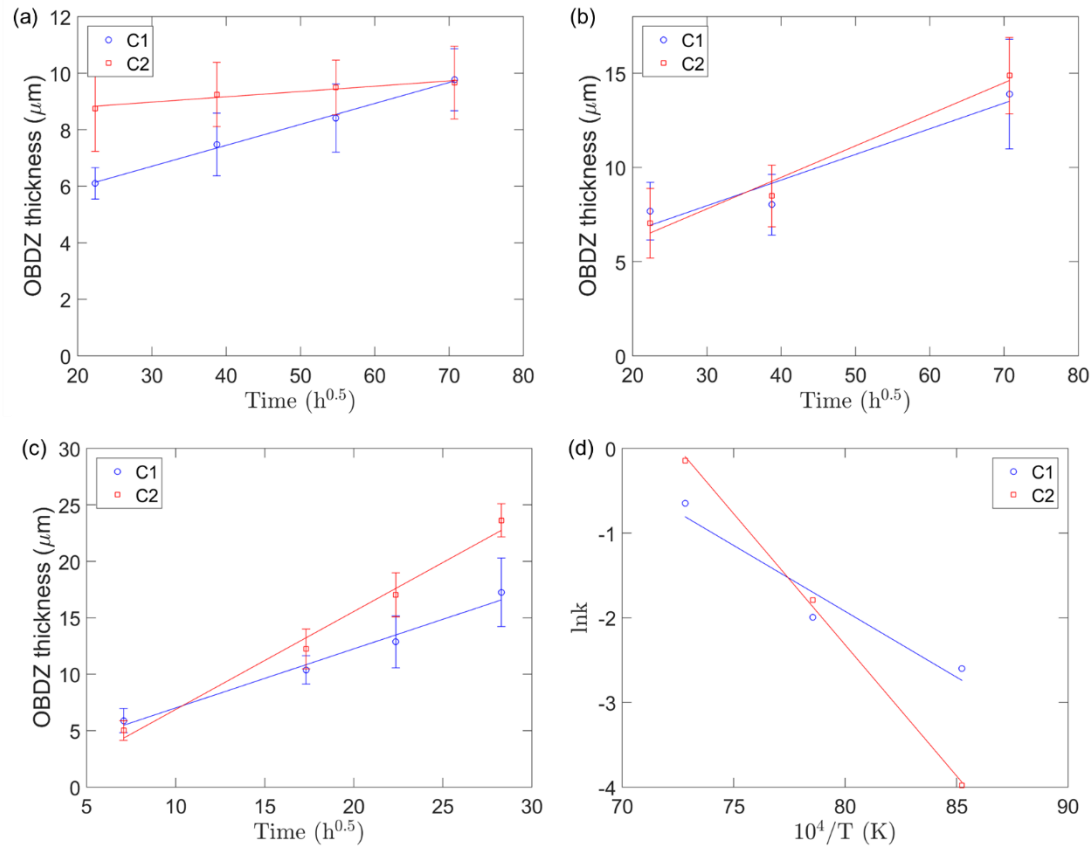 (a)
12
10
8
6
4
2
0
OBDZ thickness (μm)
C1
C2
20 30 40 50 60 70 80
Time (h^0.5)
(b)
15
10
5
0
OBDZ thickness (μm)
C1
C2
20 30 40 50 60 70 80
Time (h^0.5)
(c)
30
25
20
15
10
5
0
OBDZ thickness (μm)
C1
C2
5 10 15 20 25 30
Time (h^0.5)
(d)
0
-1
-2
-3
-4
lnk
C1
C2
70 75 80 85 90
10^4/T (K)